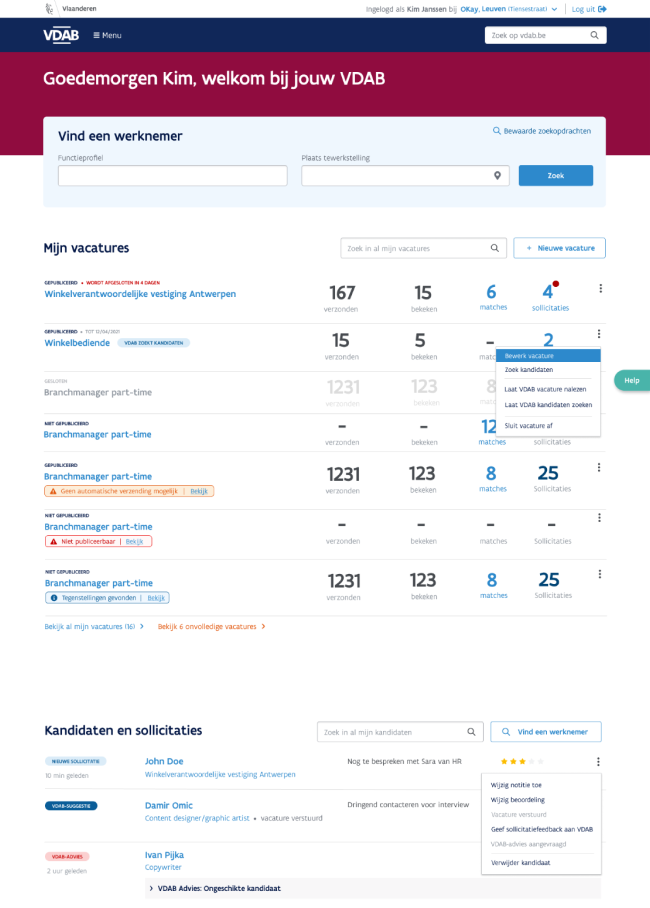 Vlaanderen
Ingelogd als Kim Janssen bij OKay, Leuven (Tiensestraat) Log uit
VDAB Menu Zoek op vdab.be
Goedemorgen Kim, welkom bij jouw VDAB
Vind een werknemer Bewaarde zoekopdrachten
Functieprofiel Plaats tewerkstelling
Zoek
Mijn vacatures Zoek in al mijn vacatures + Nieuwe vacature
GEPUBLICEERD • WORDT AFGESLOTEN IN 4 DAGEN
Winkelverantwoordelijke vestiging Antwerpen 167 15 6 4
verzonden bekeken matches sollicitaties
GEPUBLICEERD • TOT 12/04/2021
Winkelbediende VDAB ZOEKT KANDIDATEN 15 5 – 2
verzonden bekeken matc
Bewerk vacature
Zoek kandidaten
Laat VDAB vacature nalezen
Laat VDAB kandidaten zoeken
Sluit vacature af
GESLOTEN
Branchmanager part-time 1231 123 8
verzonden bekeken mat
NIET GEPUBLICEERD
Branchmanager part-time – – 12
verzonden bekeken matches sollicitaties
GEPUBLICEERD
Branchmanager part-time 1231 123 8 25
verzonden bekeken matches Sollicitaties
Geen automatische verzending mogelijk | Bekijk
NIET GEPUBLICEERD
Branchmanager part-time – – – –
Niet publiceerbaar | Bekijk verzonden bekeken matches Sollicitaties
NIET GEPUBLICEERD
Branchmanager part-time 1231 123 8 25
Tegenstellingen gevonden | Bekijk verzonden bekeken matches Sollicitaties
Bekijk al mijn vacatures (16) Bekijk 6 onvolledige vacatures
Help
Kandidaten en sollicitaties Zoek in al mijn kandidaten Vind een werknemer
NIEUWE SOLLICITATIE John Doe Nog te bespreken met Sara van HR
10 min geleden Winkelverantwoordelijke vestiging Antwerpen
Wijzig notitie toe
Wijzig beoordeling
Vacature verstuurd
Geef sollicitatiefeedback aan VDAB
VDAB-advies aangevraagd
Verwijder kandidaat
VDAB-SUGGESTIE Damir Omic Dringend contacteren voor interview
Content designer/graphic artist • vacature verstuurd
VDAB-ADVIES Ivan Pijka
2 uur geleden Copywriter
VDAB Advies: Ongeschikte kandidaat